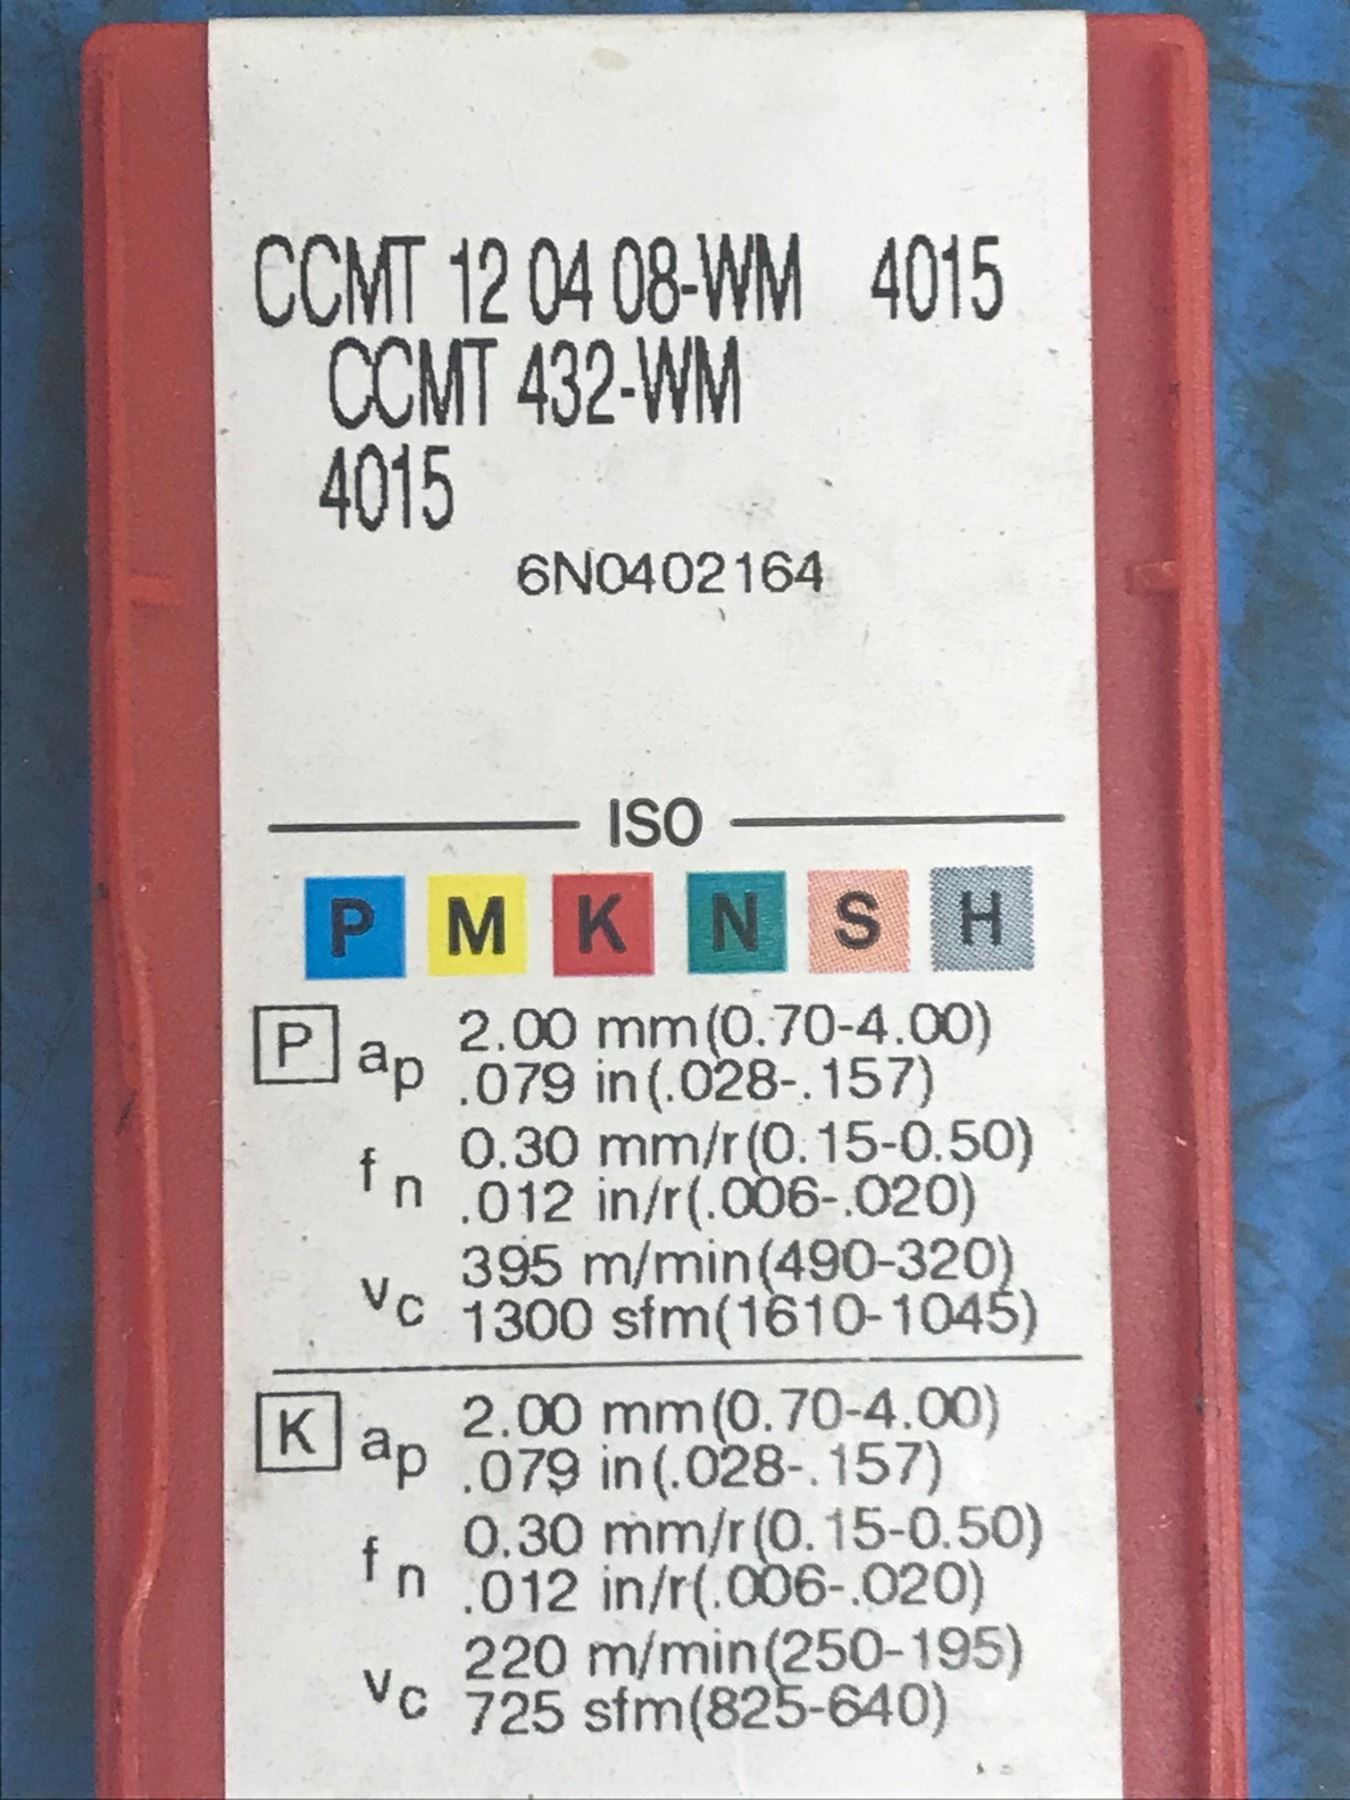 CCMT 12 04 08-WM 4015
CCMT 432-WM
4015
6N0402164
ISO
P M K N S H
P ap 2.00 mm(0.70-4.00)
.079 in(.028-.157)
fn 0.30 mm/r(0.15-0.50)
.012 in/r(.006-.020)
vc 395 m/min(490-320)
1300 sfm(1610-1045)
K ap 2.00 mm(0.70-4.00)
.079 in(.028-.157)
fn 0.30 mm/r(0.15-0.50)
.012 in/r(.006-.020)
vc 220 m/min(250-195)
725 sfm(825-640)